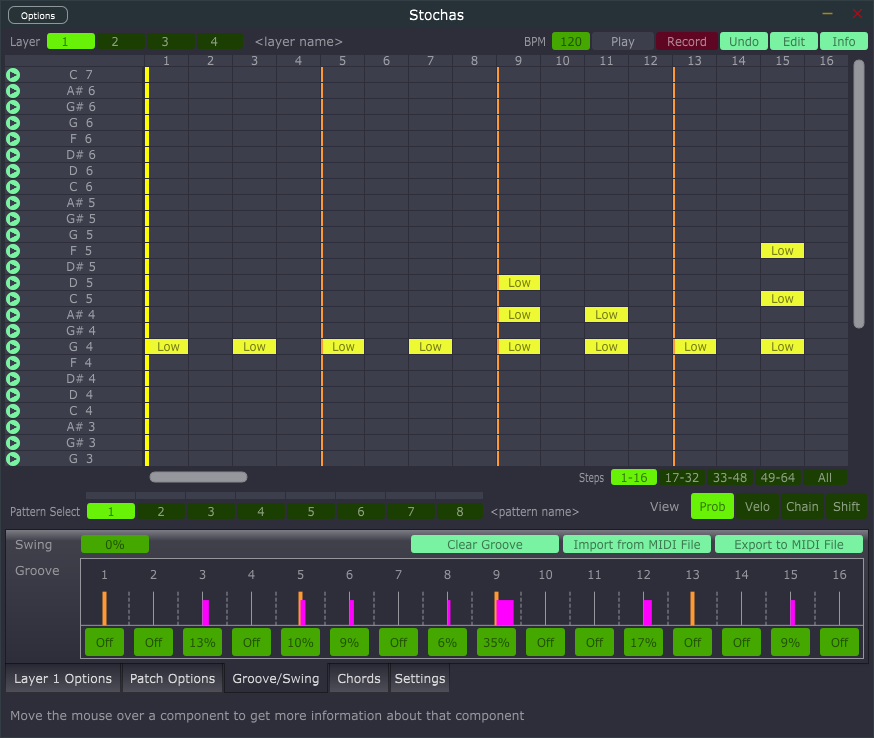 Options Stochas
Layer 1 2 3 4 <layer name> BPM 120 Play Record Undo Edit Info
1 2 3 4 5 6 7 8 9 10 11 12 13 14 15 16
C 7
A# 6
G# 6
G 6
F 6
D# 6
D 6
C 6
A# 5
G# 5
G 5
F 5 Low
D# 5
D 5 Low
C 5 Low
A# 4 Low Low
G# 4
G 4 Low Low Low Low Low Low Low Low
F 4
D# 4
D 4
C 4
A# 3
G# 3
G 3
Steps 1-16 17-32 33-48 49-64 All
Pattern Select 1 2 3 4 5 6 7 8 <pattern name> View Prob Velo Chain Shift
Swing 0% Clear Groove Import from MIDI File Export to MIDI File
Groove 1 2 3 4 5 6 7 8 9 10 11 12 13 14 15 16
Off Off 13% Off 10% 9% Off 6% 35% Off Off 17% Off Off 9% Off
Layer 1 Options Patch Options Groove/Swing Chords Settings
Move the mouse over a component to get more information about that component